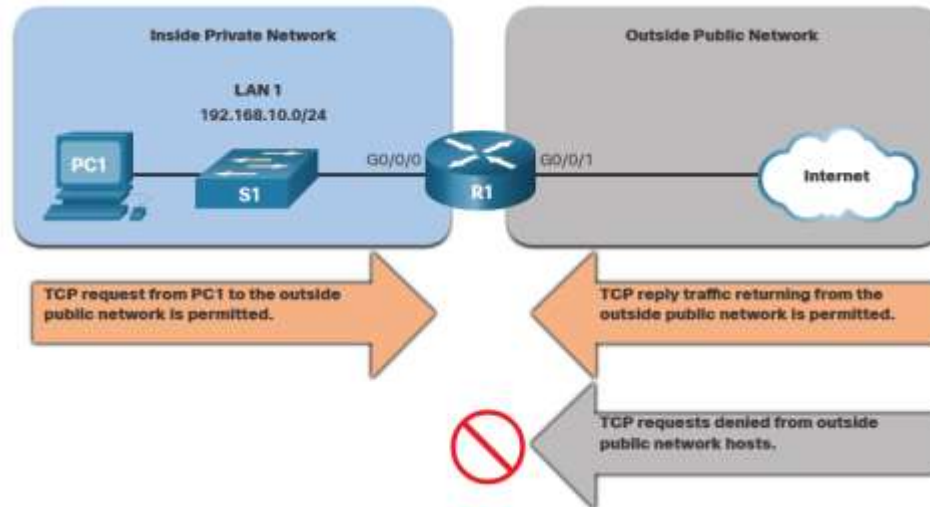 Inside Private Network
Outside Public Network
LAN 1
192.168.10.0/24
PC1
S1
G0/0/0
R1
G0/0/1
Internet
TCP request from PC1 to the outside
public network is permitted.
TCP reply traffic returning from the
outside public network is permitted.
TCP requests denied from outside
public network hosts.